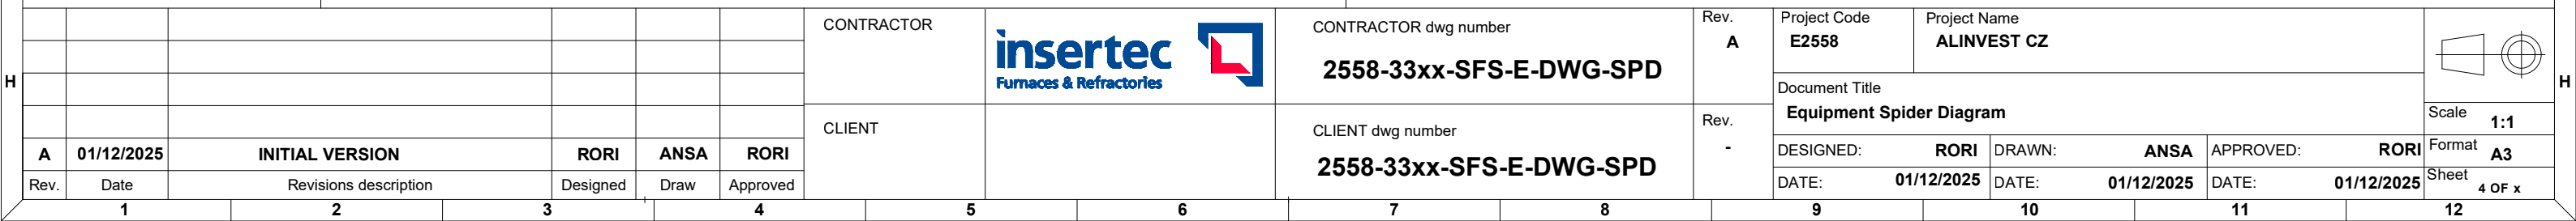 H
A 01/12/2025 INITIAL VERSION RORI ANSA RORI
Rev. Date Revisions description Designed Draw Approved
CONTRACTOR
insertec
Furnaces & Refractories
CLIENT
CONTRACTOR dwg number
2558-33xx-SFS-E-DWG-SPD
Rev.
A
CLIENT dwg number
2558-33xx-SFS-E-DWG-SPD
Rev.
-
Project Code
E2558
Project Name
ALINVEST CZ
Document Title
Equipment Spider Diagram
DESIGNED: RORI DRAWN: ANSA APPROVED: RORI
DATE: 01/12/2025 DATE: 01/12/2025 DATE: 01/12/2025
Scale
1:1
Format
A3
Sheet
4 OF x
H
1 2 3 4 5 6 7 8 9 10 11 12